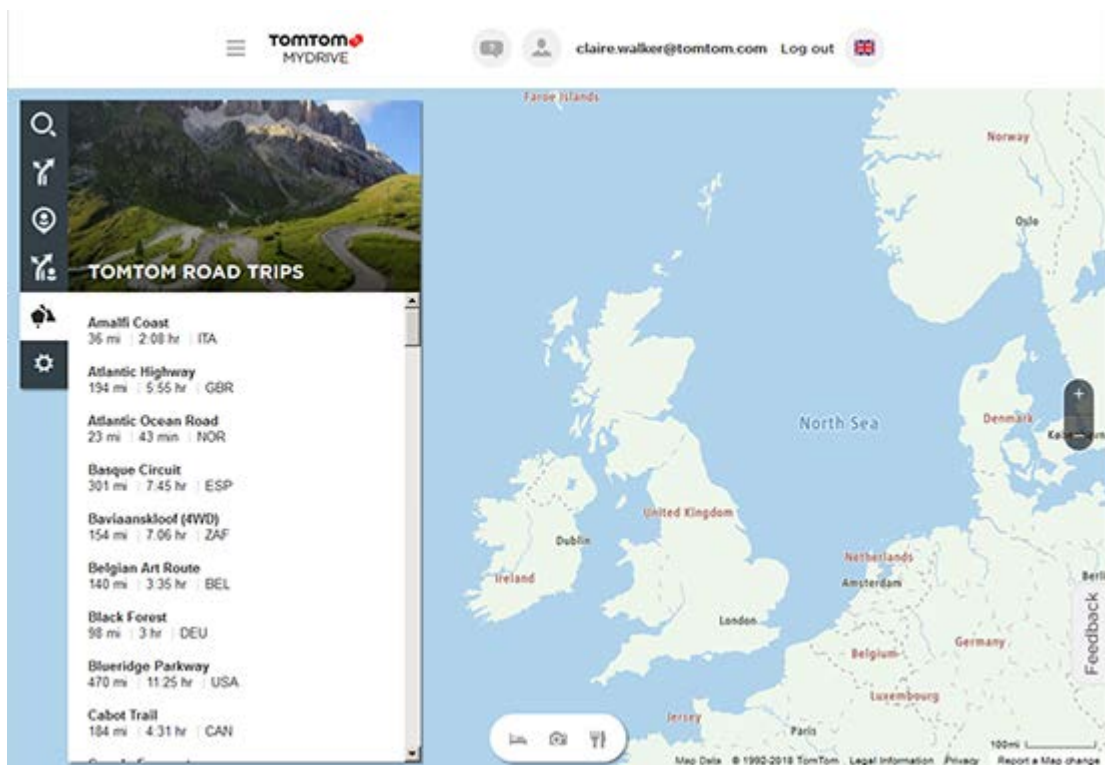 TOMTOM
MYDRIVE
claire.walker@tomtom.com Log out
TOMTOM ROAD TRIPS
Amalfi Coast
36 mi 2:08 hr ITA
Atlantic Highway
194 mi 5:55 hr GBR
Atlantic Ocean Road
23 mi 43 min NOR
Basque Circuit
301 mi 7:45 hr ESP
Baviaanskloof (4WD)
154 mi 7:06 hr ZAF
Belgian Art Route
140 mi 3:35 hr BEL
Black Forest
98 mi 3 hr DEU
Blueridge Parkway
470 mi 11:25 hr USA
Cabot Trail
184 mi 4:31 hr CAN
Faroe Islands
Norway
Oslo
North Sea
Denmark
United Kingdom
Dublin
Ireland
Netherlands
Amsterdam
London
Germany
Belgium
Luxembourg
Jersey
Paris
Feedback
100mi
Map Data © 1992-2018 TomTom Legal Information Privacy Report a Map change